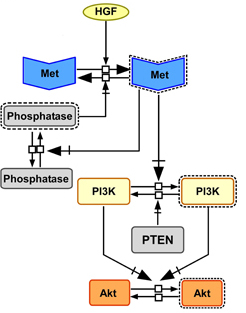 HGF
Met
Met
Phosphatase
Phosphatase
PI3K
PI3K
PTEN
Akt
Akt